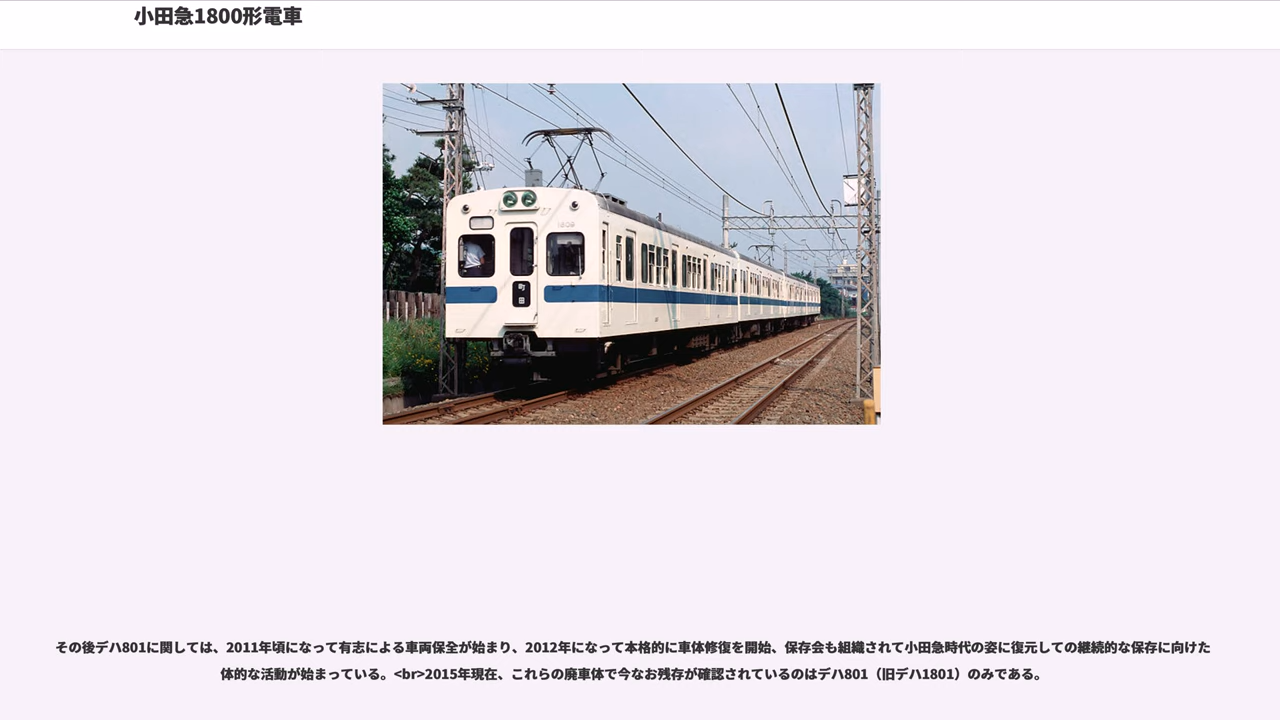 小田急1800形電車
町田
その後デハ801に関しては、2011年頃になって有志による車両保全が始まり、2012年になって本格的に車体修復を開始、保存会も組織されて小田急時代の姿に復元しての継続的な保存に向けた
体的な活動が始まっている。<br>2015年現在、これらの廃車体で今なお残存が確認されているのはデハ801（旧デハ1801）のみである。